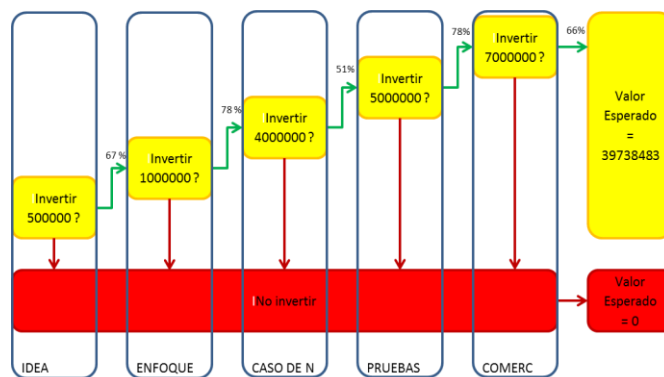 Invertir
500000 ?
67 %
Invertir
1000000 ?
78 %
Invertir
4000000 ?
51%
Invertir
5000000 ?
78%
Invertir
7000000 ?
66%
Valor
Esperado
=
39738483
No invertir
Valor
Esperado
= 0
IDEA
ENFOQUE
CASO DE N
PRUEBAS
COMERC